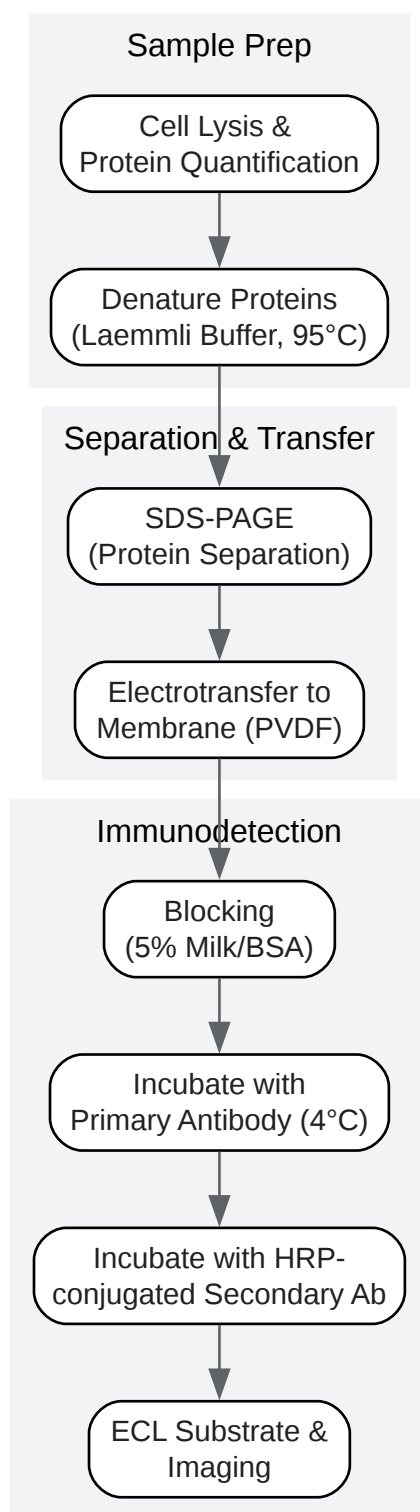 Sample Prep
Cell Lysis &
Protein Quantification
Denature Proteins
(Laemmli Buffer, 95°C)
Separation & Transfer
SDS-PAGE
(Protein Separation)
Electrotransfer to
Membrane (PVDF)
Immunodetection
Blocking
(5% Milk/BSA)
Incubate with
Primary Antibody (4°C)
Incubate with HRP-
conjugated Secondary Ab
ECL Substrate &
Imaging